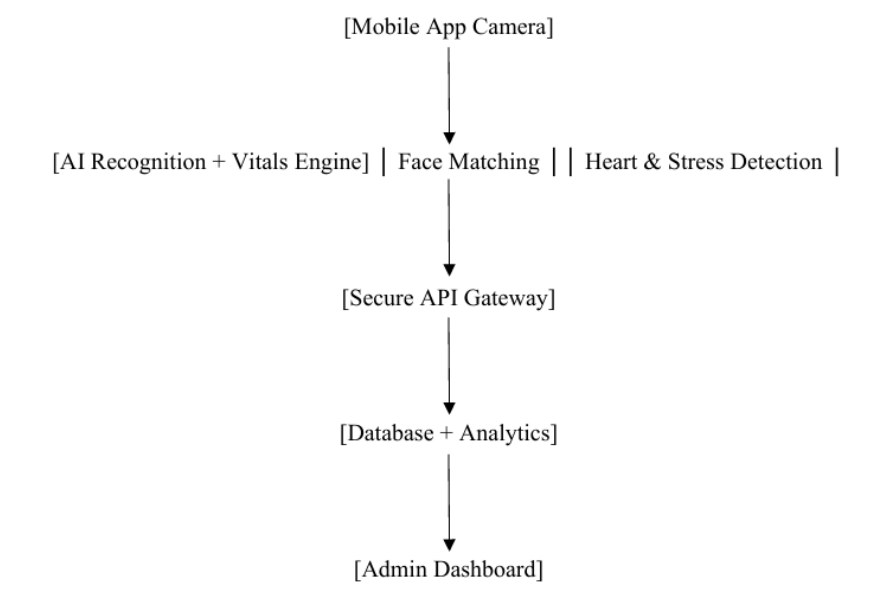 [Mobile App Camera]
[AI Recognition + Vitals Engine] | Face Matching | | Heart & Stress Detection |
[Secure API Gateway]
[Database + Analytics]
[Admin Dashboard]